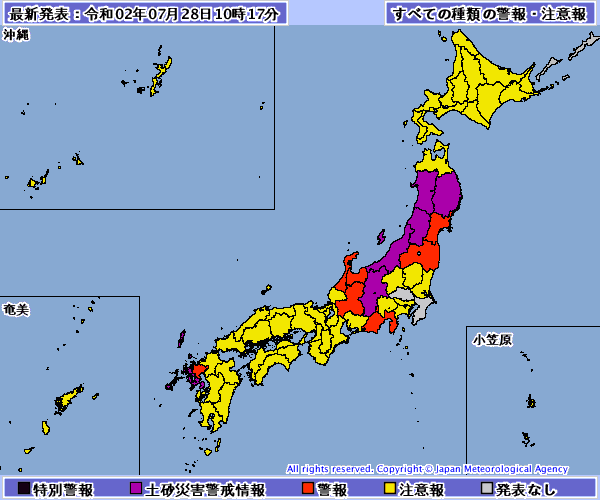 最新発表：令和02年07月28日10時17分
すべての種類の警報・注意報
沖縄
奄美
小笠原
All rights reserved. Copyright © Japan Meteorological Agency
特別警報 土砂災害警戒情報 警報 注意報 発表なし